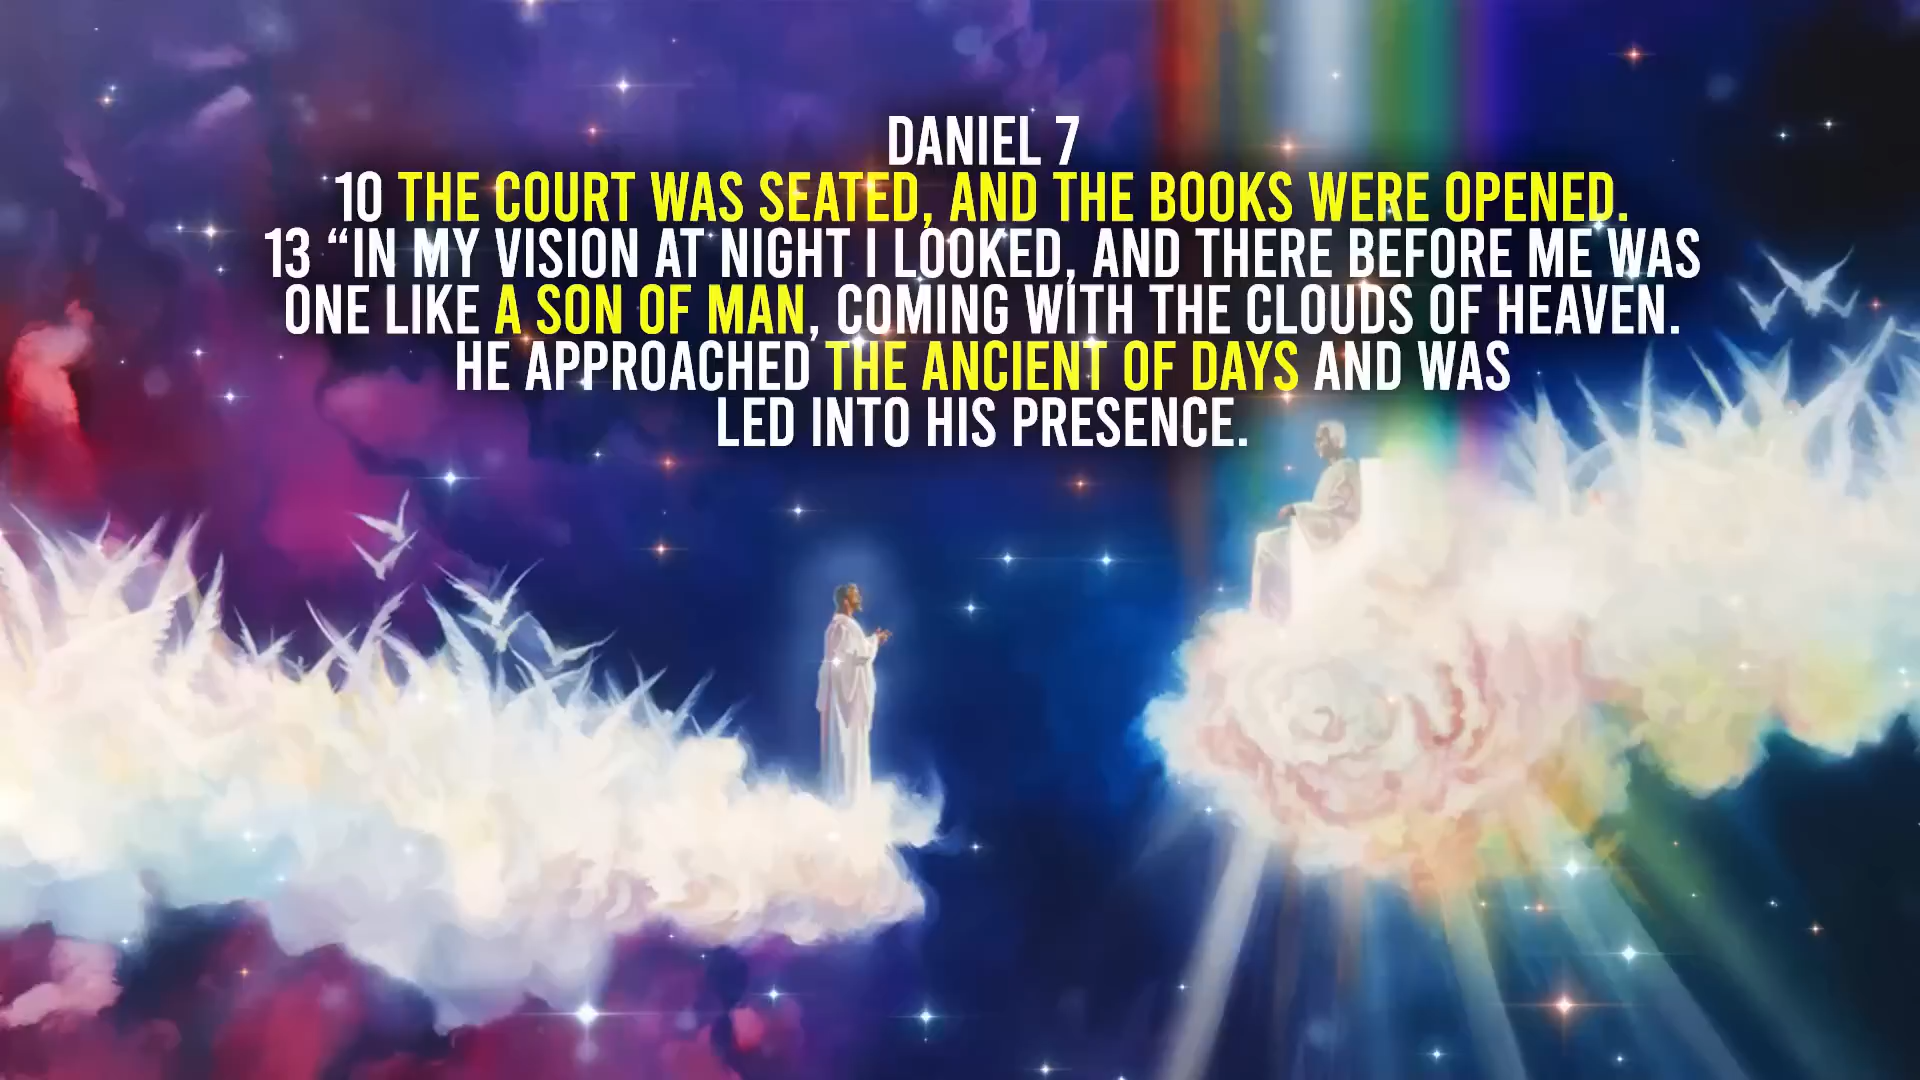 DANIEL 7
10 THE COURT WAS SEATED, AND THE BOOKS WERE OPENED.
13 “IN MY VISION AT NIGHT I LOOKED, AND THERE BEFORE ME WAS
ONE LIKE A SON OF MAN, COMING WITH THE CLOUDS OF HEAVEN.
HE APPROACHED THE ANCIENT OF DAYS AND WAS
LED INTO HIS PRESENCE.